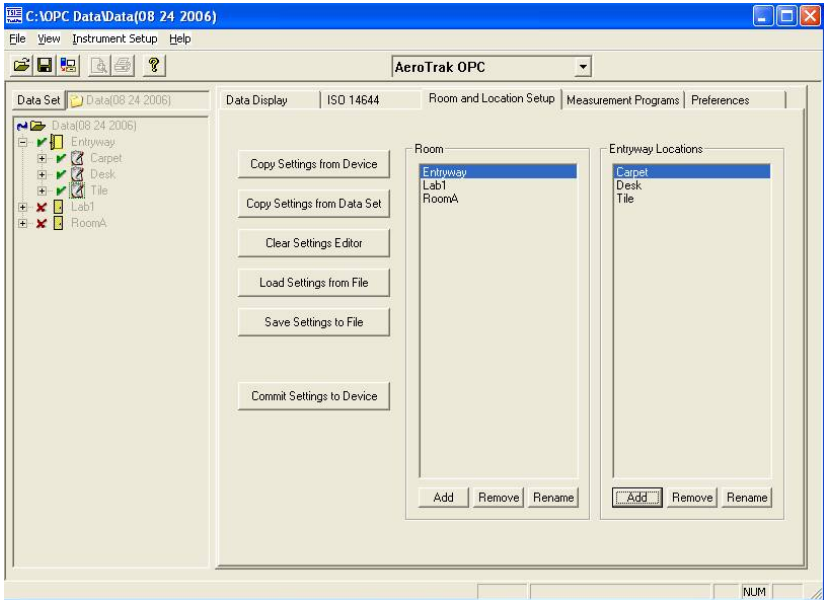 C:\OPC Data\Data(08 24 2006)
File View Instrument Setup Help
AeroTrak OPC
Data Set Data(08 24 2006)
Data(08 24 2006)
Entryway
Carpet
Desk
Tile
Lab1
RoomA
Data Display ISO 14644 Room and Location Setup Measurement Programs Preferences
Copy Settings from Device
Copy Settings from Data Set
Clear Settings Editor
Load Settings from File
Save Settings to File
Commit Settings to Device
Room
Entryway
Lab1
RoomA
Add Remove Rename
Entryway Locations
Carpet
Desk
Tile
Add Remove Rename
NUM